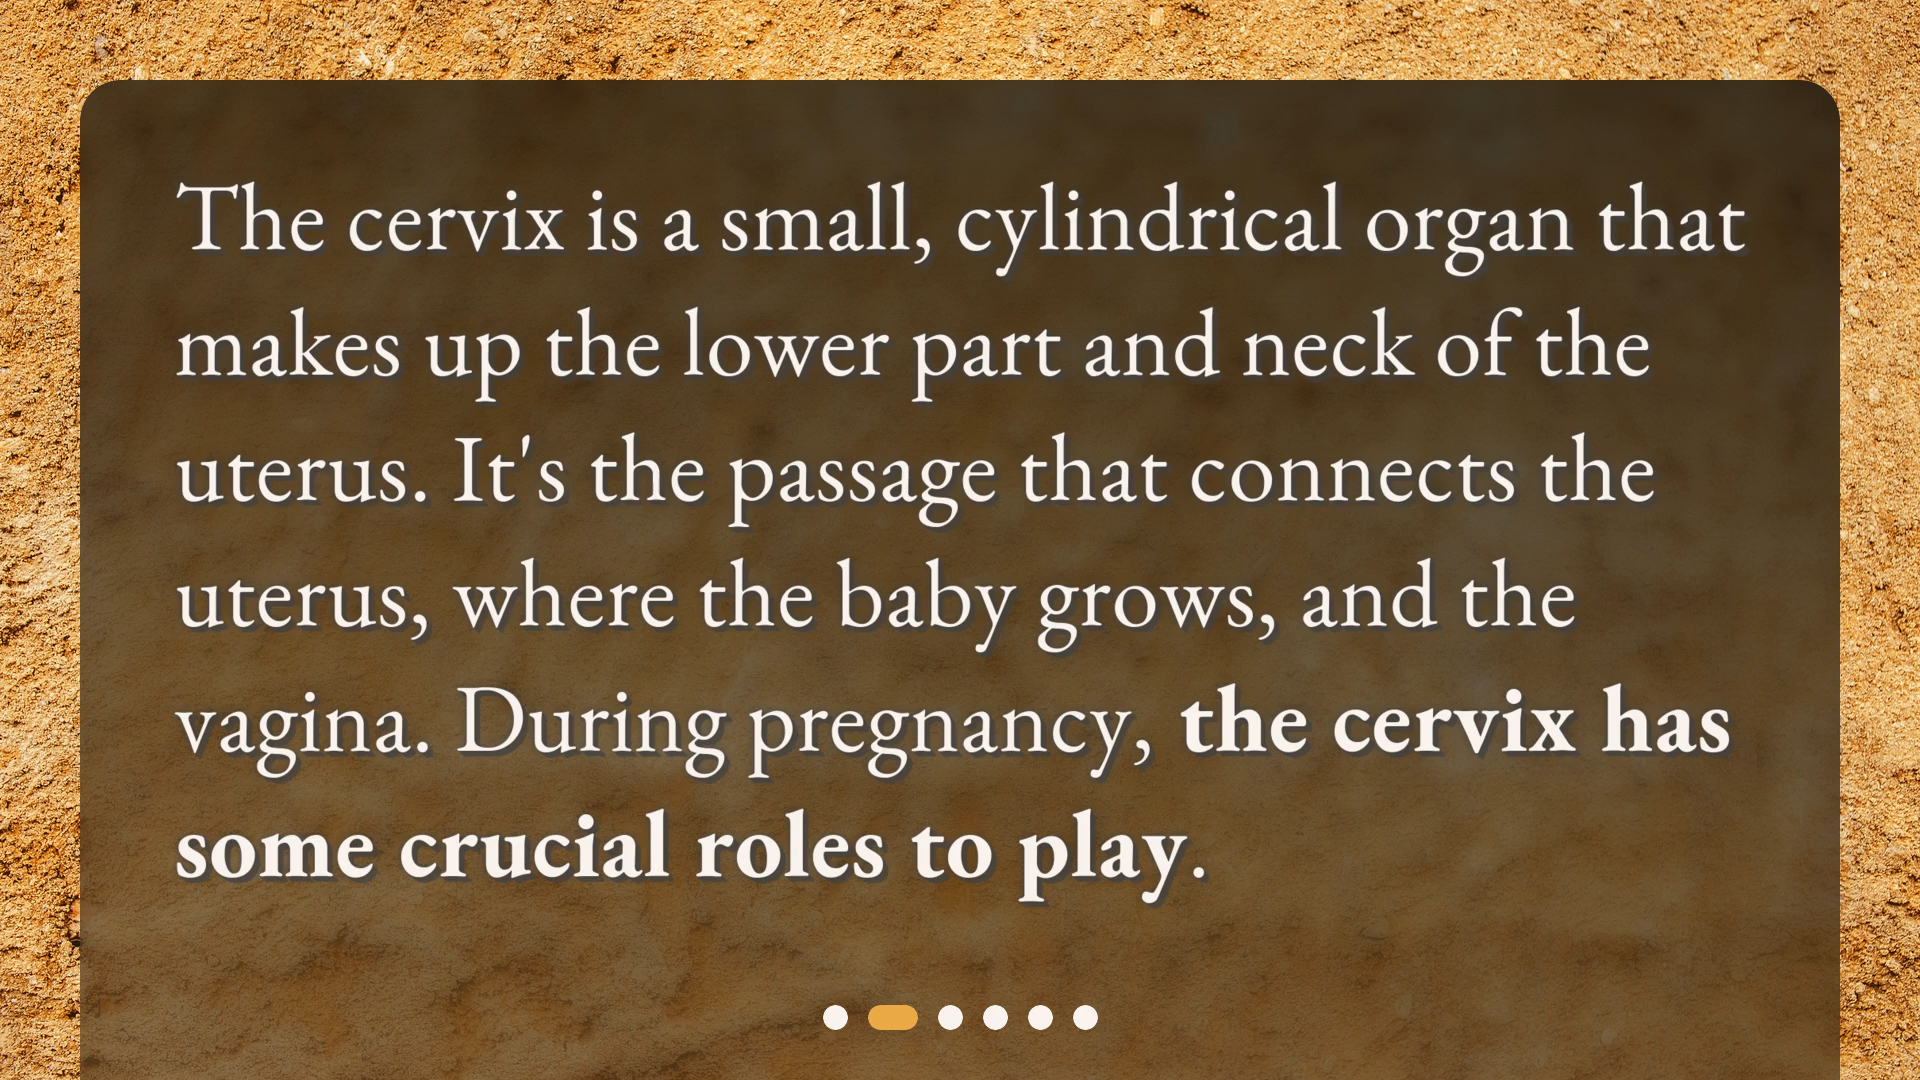 The cervix is a small, cylindrical organ that
makes up the lower part and neck of the
uterus. It's the passage that connects the
uterus, where the baby grows, and the
vagina. During pregnancy, the cervix has
some crucial roles to play.